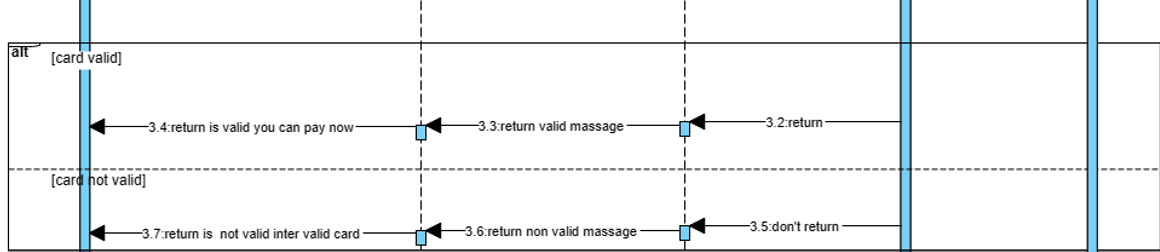 alt
[card valid]
3.4:return is valid you can pay now
3.3:return valid massage
3.2:return
[card not valid]
3.7:return is  not valid inter valid card
3.6:return non valid massage
3.5:don't return